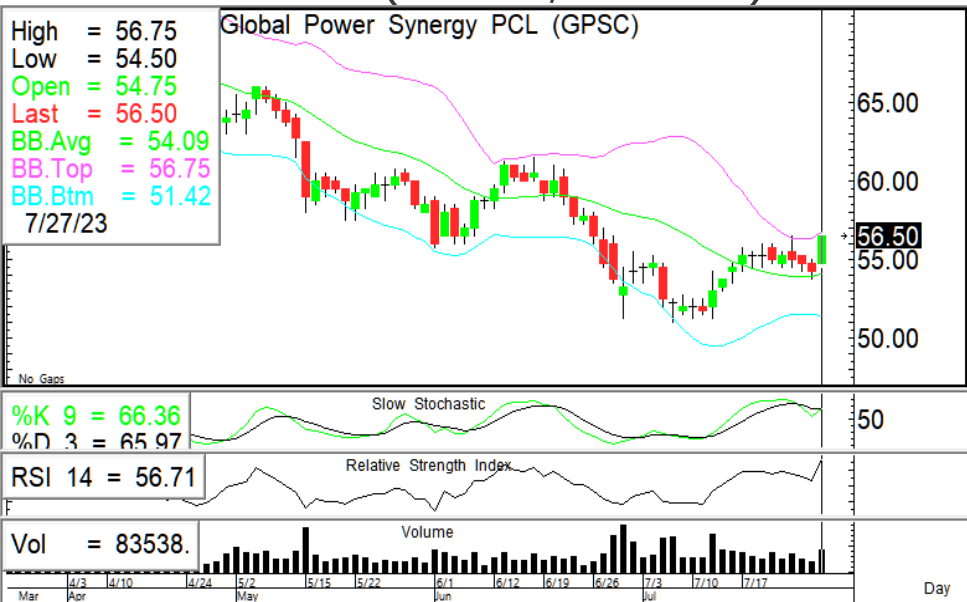 Global Power Synergy PCL (GPSC)
High = 56.75
Low = 54.50
Open = 54.75
Last = 56.50
BB.Avg = 54.09
BB.Top = 56.75
BB.Btm = 51.42
7/27/23
65.00
60.00
56.50
55.00
50.00
No Gaps
Slow Stochastic
%K 9 = 66.36
%D 3 = 65.97
50
Relative Strength Index
RSI 14 = 56.71
Volume
Vol = 83538.
4/3 4/10 4/24 5/2 5/15 5/22 6/1 6/12 6/19 6/26 7/3 7/10 7/17
Mar Apr May Jun Jul
Day